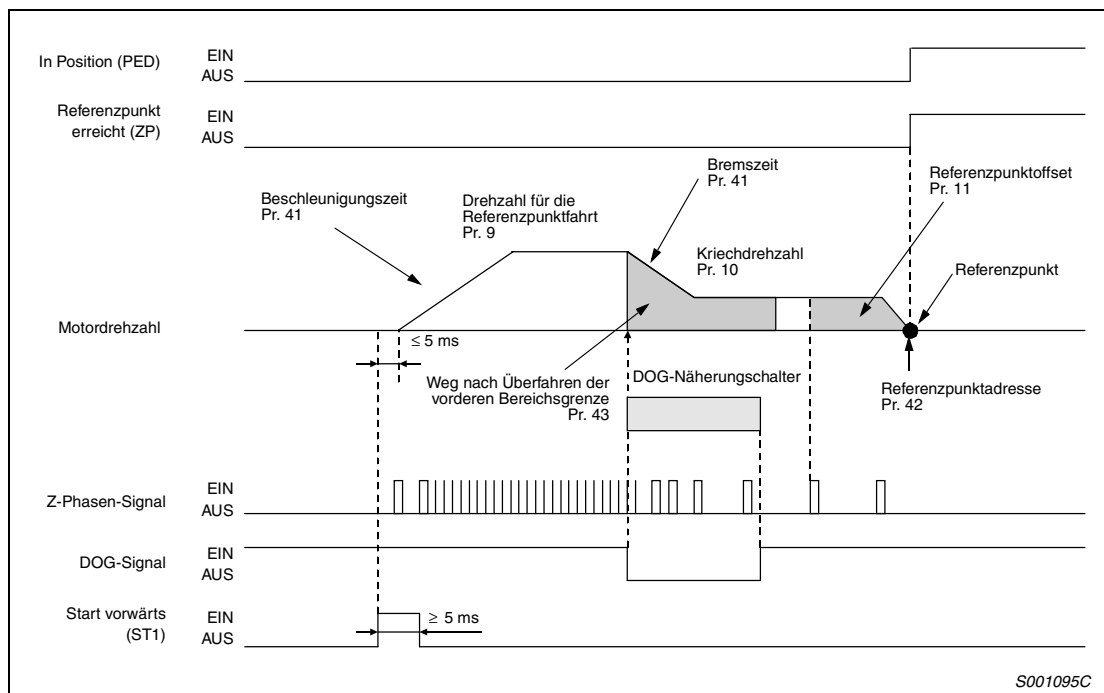 In Position (PED)
EIN
AUS
Referenzpunkt
erreicht (ZP)
EIN
AUS
Beschleunigungszeit
Pr. 41
Drehzahl für die
Referenzpunktfahrt
Pr. 9
Bremszeit
Pr. 41
Kriechdrehzahl
Pr. 10
Referenzpunktoffset
Pr. 11
Referenzpunkt
Motordrehzahl
≤ 5 ms
Weg nach Überfahren der
vorderen Bereichsgrenze
Pr. 43
DOG-Näherungschalter
Referenzpunktadresse
Pr. 42
Z-Phasen-Signal
EIN
AUS
DOG-Signal
EIN
AUS
Start vorwärts
(ST1)
EIN
AUS
≥ 5 ms
S001095C